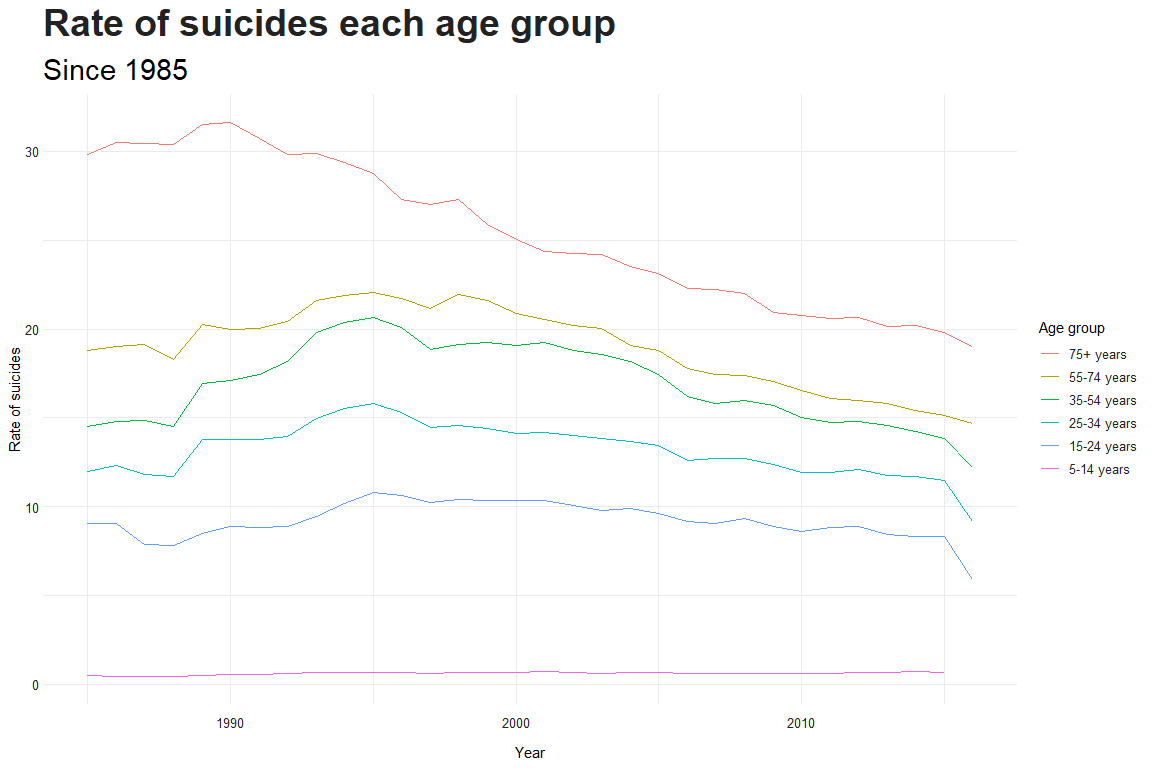 Rate of suicides each age group
Since 1985
Rate of suicides
30
20
10
0
1990
2000
2010
Year
Age group
75+ years
55-74 years
35-54 years
25-34 years
15-24 years
5-14 years